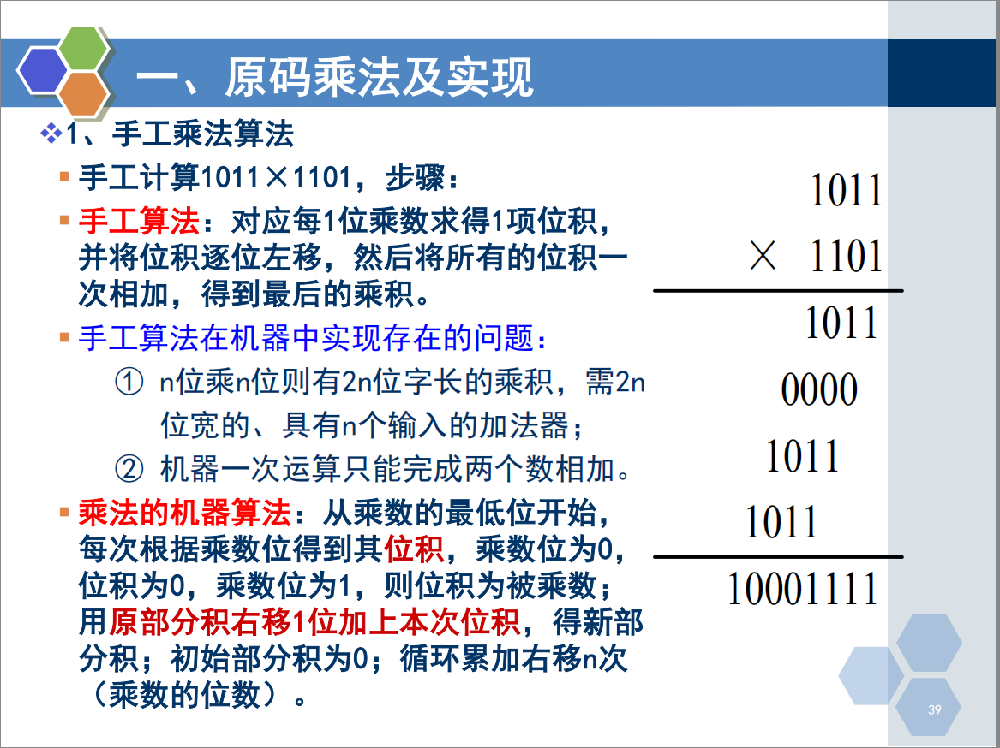 一、原码乘法及实现
1、手工乘法算法
手工计算1011×1101，步骤：
手工算法：对应每1位乘数求得1项位积，
并将位积逐位左移，然后将所有的位积一
次相加，得到最后的乘积。
手工算法在机器中实现存在的问题：
① n位乘n位则有2n位字长的乘积，需2n
位宽的、具有n个输入的加法器；
② 机器一次运算只能完成两个数相加。
乘法的机器算法：从乘数的最低位开始，
每次根据乘数位得到其位积，乘数位为0，
位积为0，乘数位为1，则位积为被乘数；
用原部分积右移1位加上本次位积，得新部
分积；初始部分积为0；循环累加右移n次
（乘数的位数）。
1011
× 1101
1011
0000
1011
1011
10001111
39